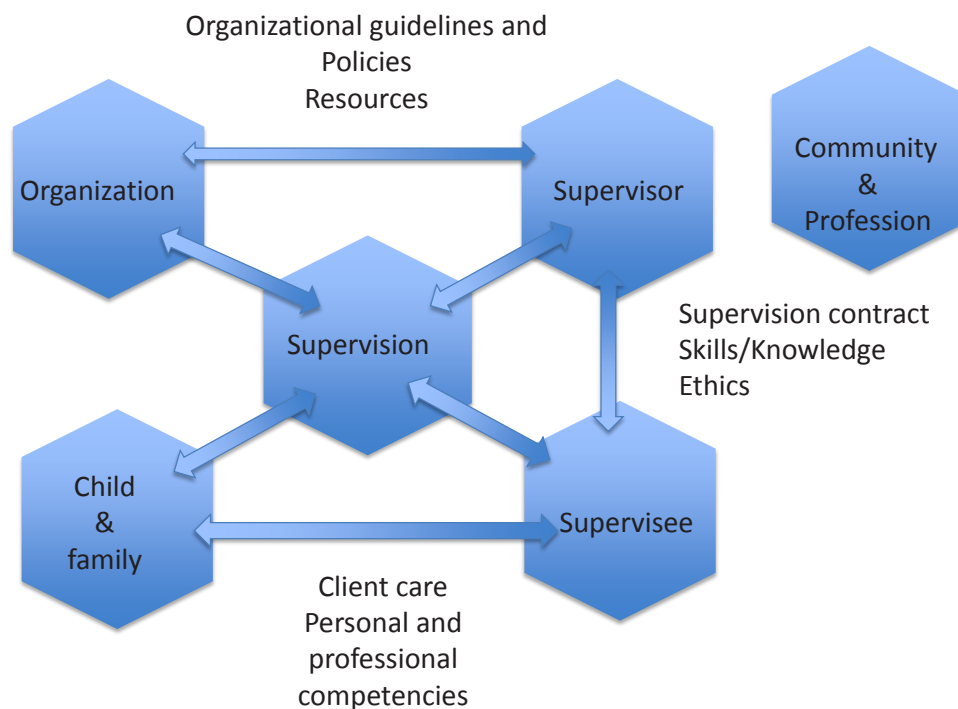 Organizational guidelines and
Policies
Resources
Organization
Supervisor
Community
&
Profession
Supervision
Supervision contract
Skills/Knowledge
Ethics
Child
&
family
Supervisee
Client care
Personal and
professional
competencies